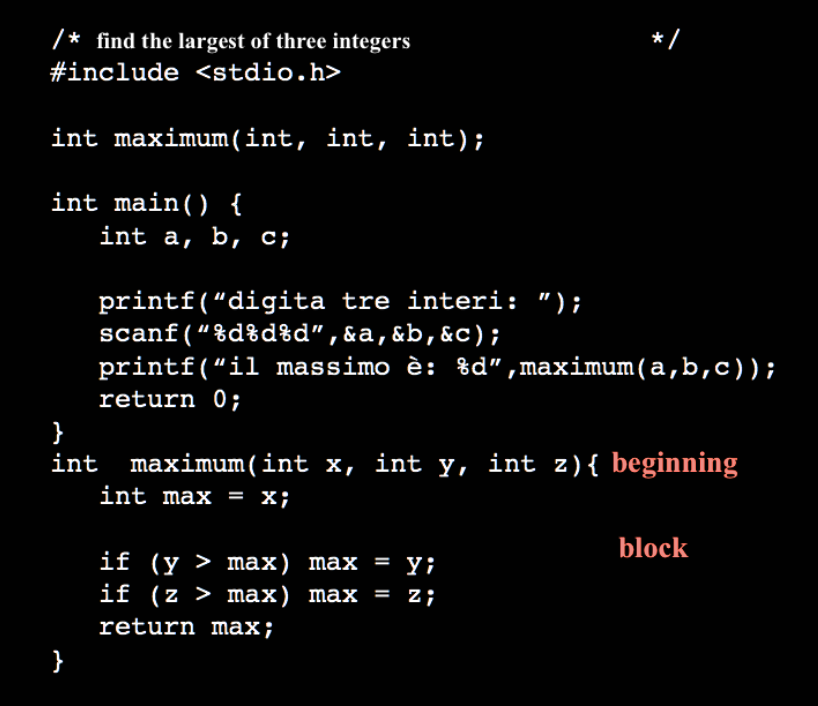 /* find the largest of three integers */
#include <stdio.h>
int maximum(int, int, int);
int main() {
int a, b, c;
printf(“digita tre interi: ”);
scanf(“%d%d%d”,&a,&b,&c);
printf(“il massimo è: %d”,maximum(a,b,c));
return 0;
}
int maximum(int x, int y, int z){ beginning
int max = x;
block
if (y > max) max = y;
if (z > max) max = z;
return max;
}